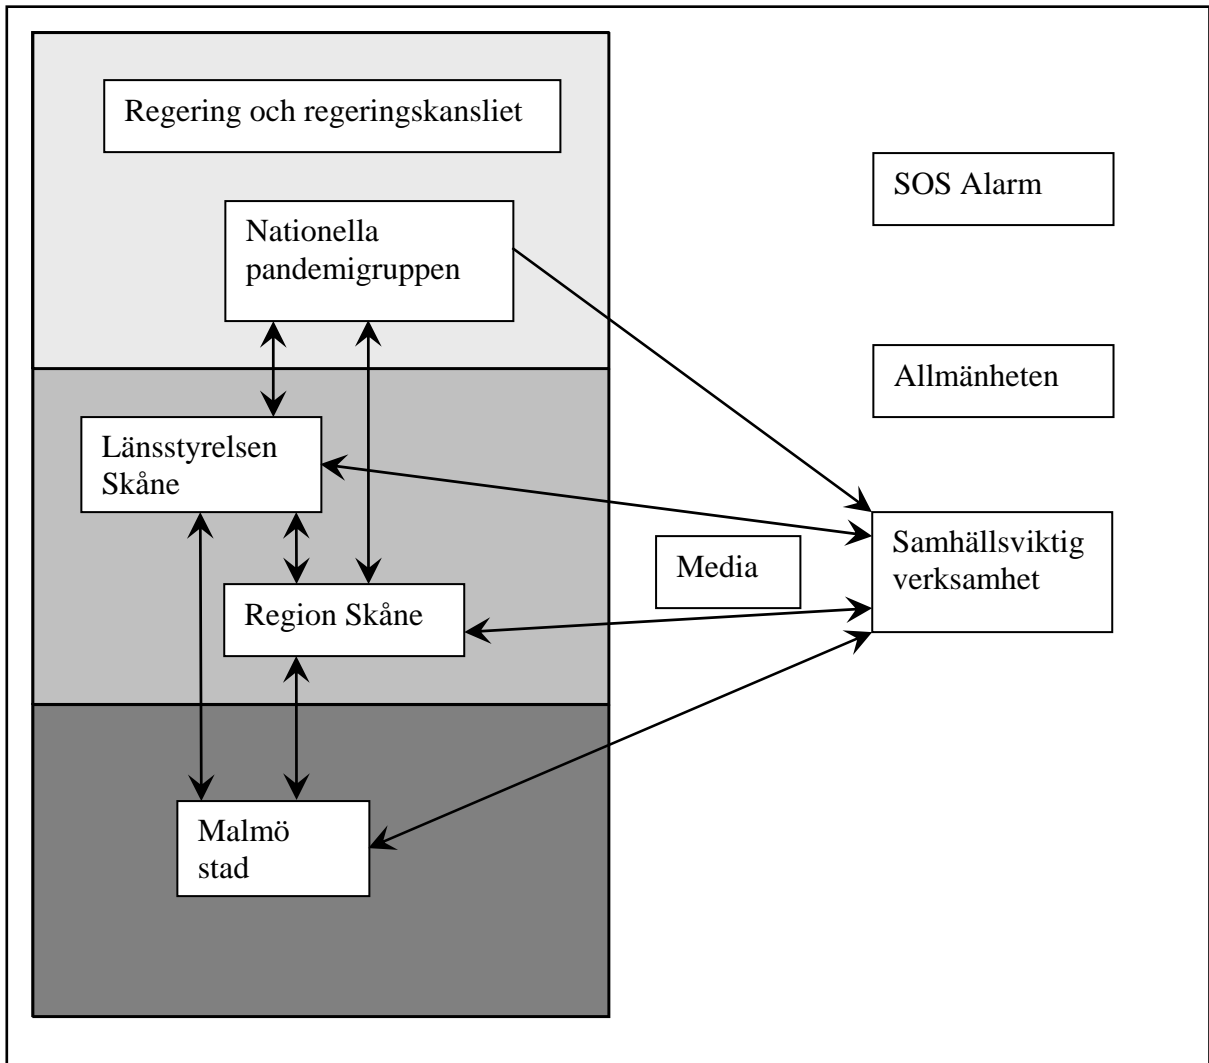 Regering och regeringskansliet
SOS Alarm
Nationella
pandemigruppen
Allmänheten
Länsstyrelsen
Skåne
Samhällsviktig
verksamhet
Media
Region Skåne
Malmö
stad